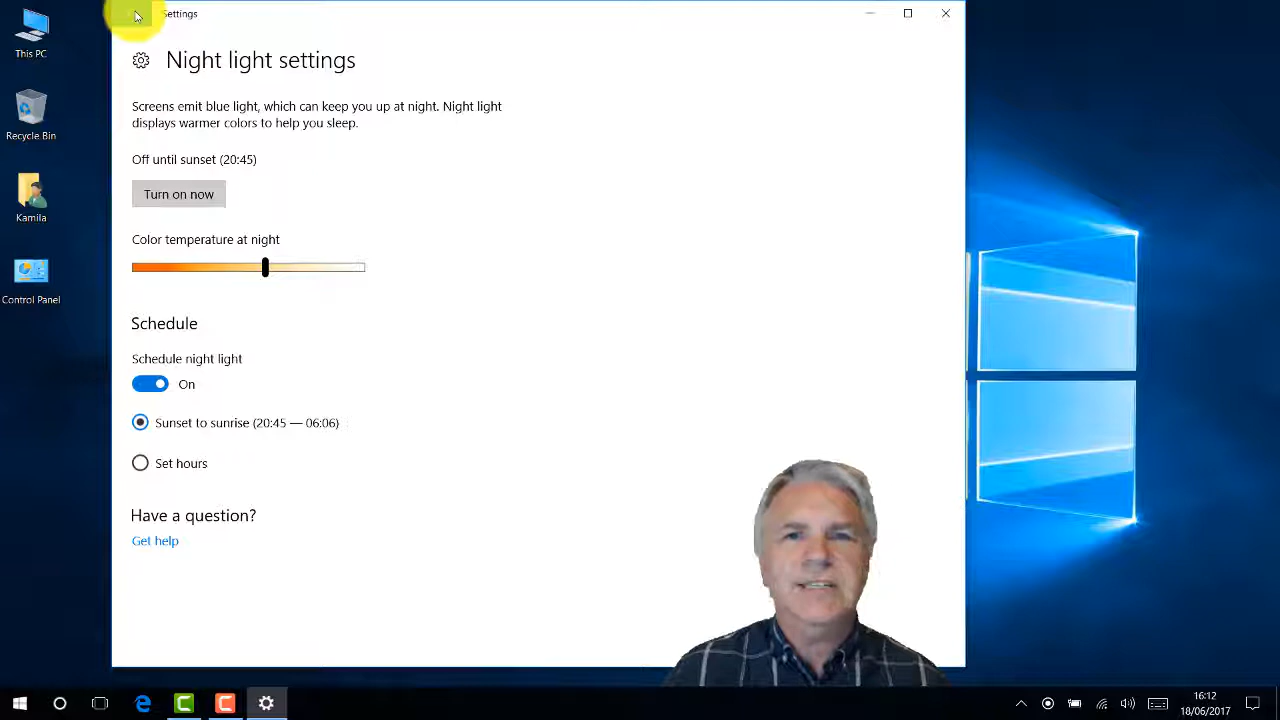 Settings
This PC
Recycle Bin
Kamila
Control Panel
Night light settings
Screens emit blue light, which can keep you up at night. Night light
displays warmer colors to help you sleep.
Off until sunset (20:45)
Turn on now
Color temperature at night
Schedule
Schedule night light
On
Sunset to sunrise (20:45 — 06:06)
Set hours
Have a question?
Get help
16:12
18/06/2017